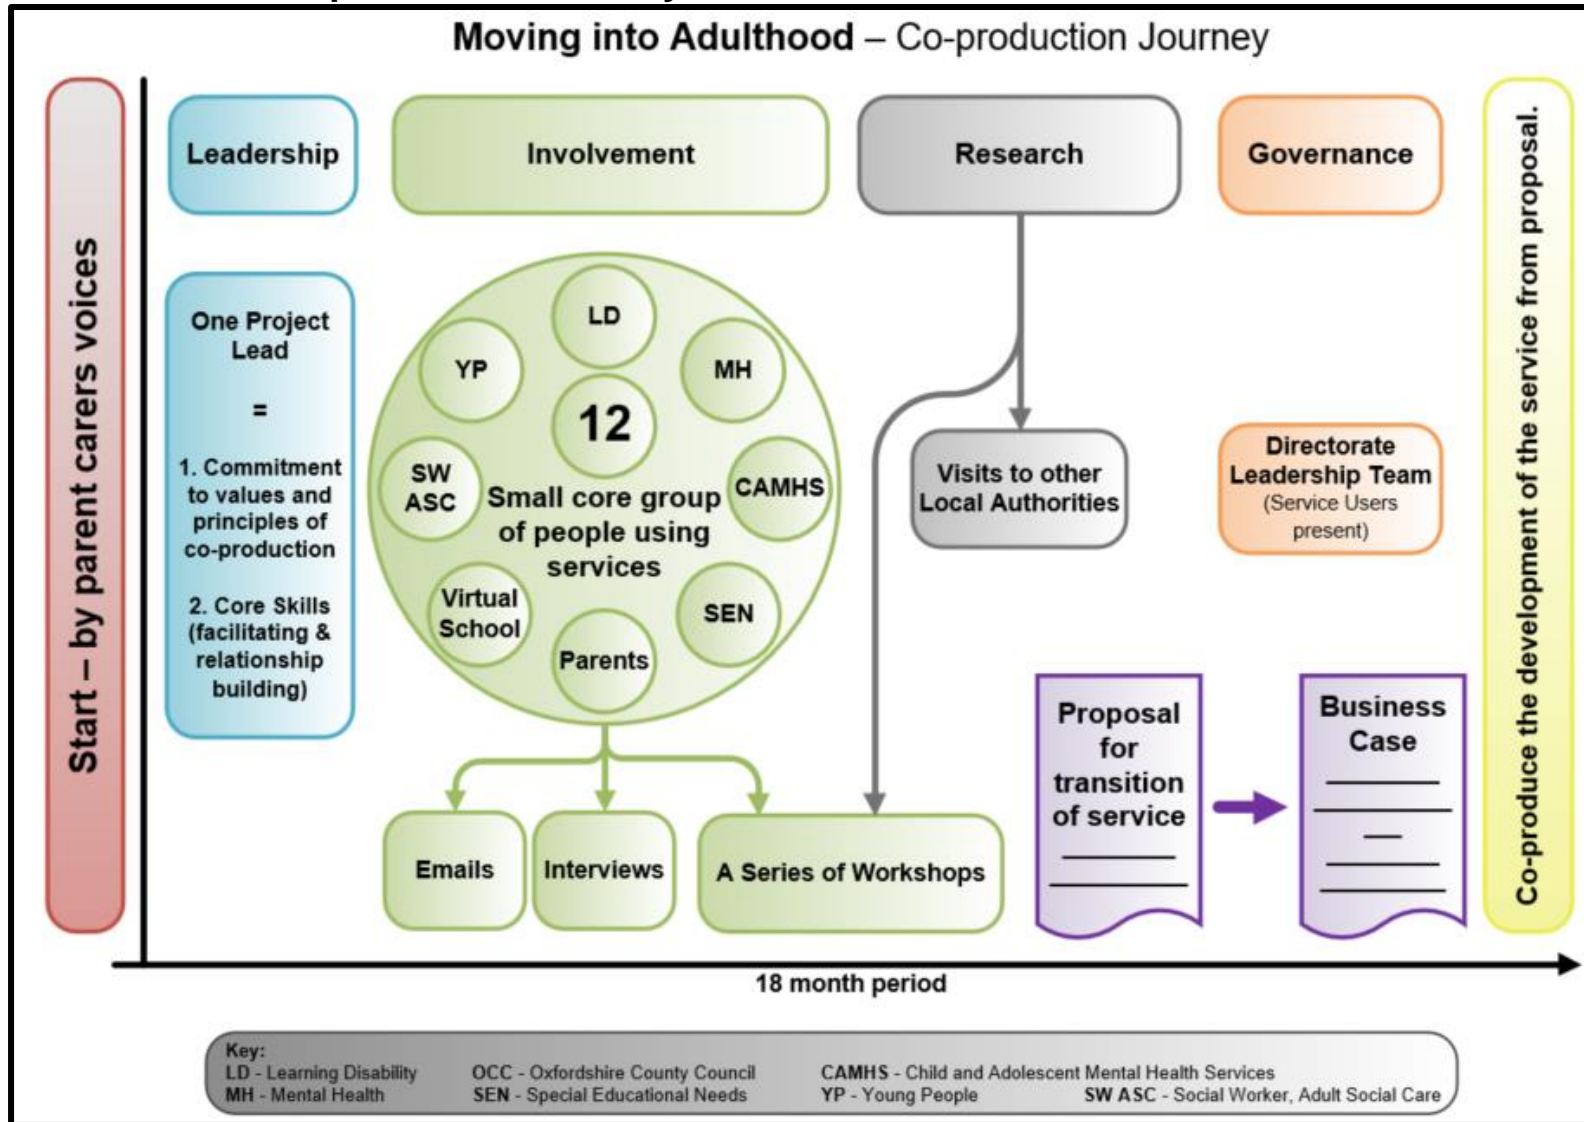 Moving into Adulthood – Co-production Journey
Start – by parent carers voices
Leadership
Involvement
Research
Governance
One Project
Lead
=
1. Commitment
to values and
principles of
co-production
2. Core Skills
(facilitating &
relationship
building)
LD
YP
MH
12
SW
ASC
CAMHS
Small core group
of people using
services
Virtual
School
SEN
Parents
Emails
Interviews
A Series of Workshops
Visits to other
Local Authorities
Directorate
Leadership Team
(Service Users
present)
Proposal
for
transition
of service
Business
Case
Co-produce the development of the service from proposal.
18 month period
Key:
LD - Learning Disability OCC - Oxfordshire County Council CAMHS - Child and Adolescent Mental Health Services
MH - Mental Health SEN - Special Educational Needs YP - Young People SW ASC - Social Worker, Adult Social Care